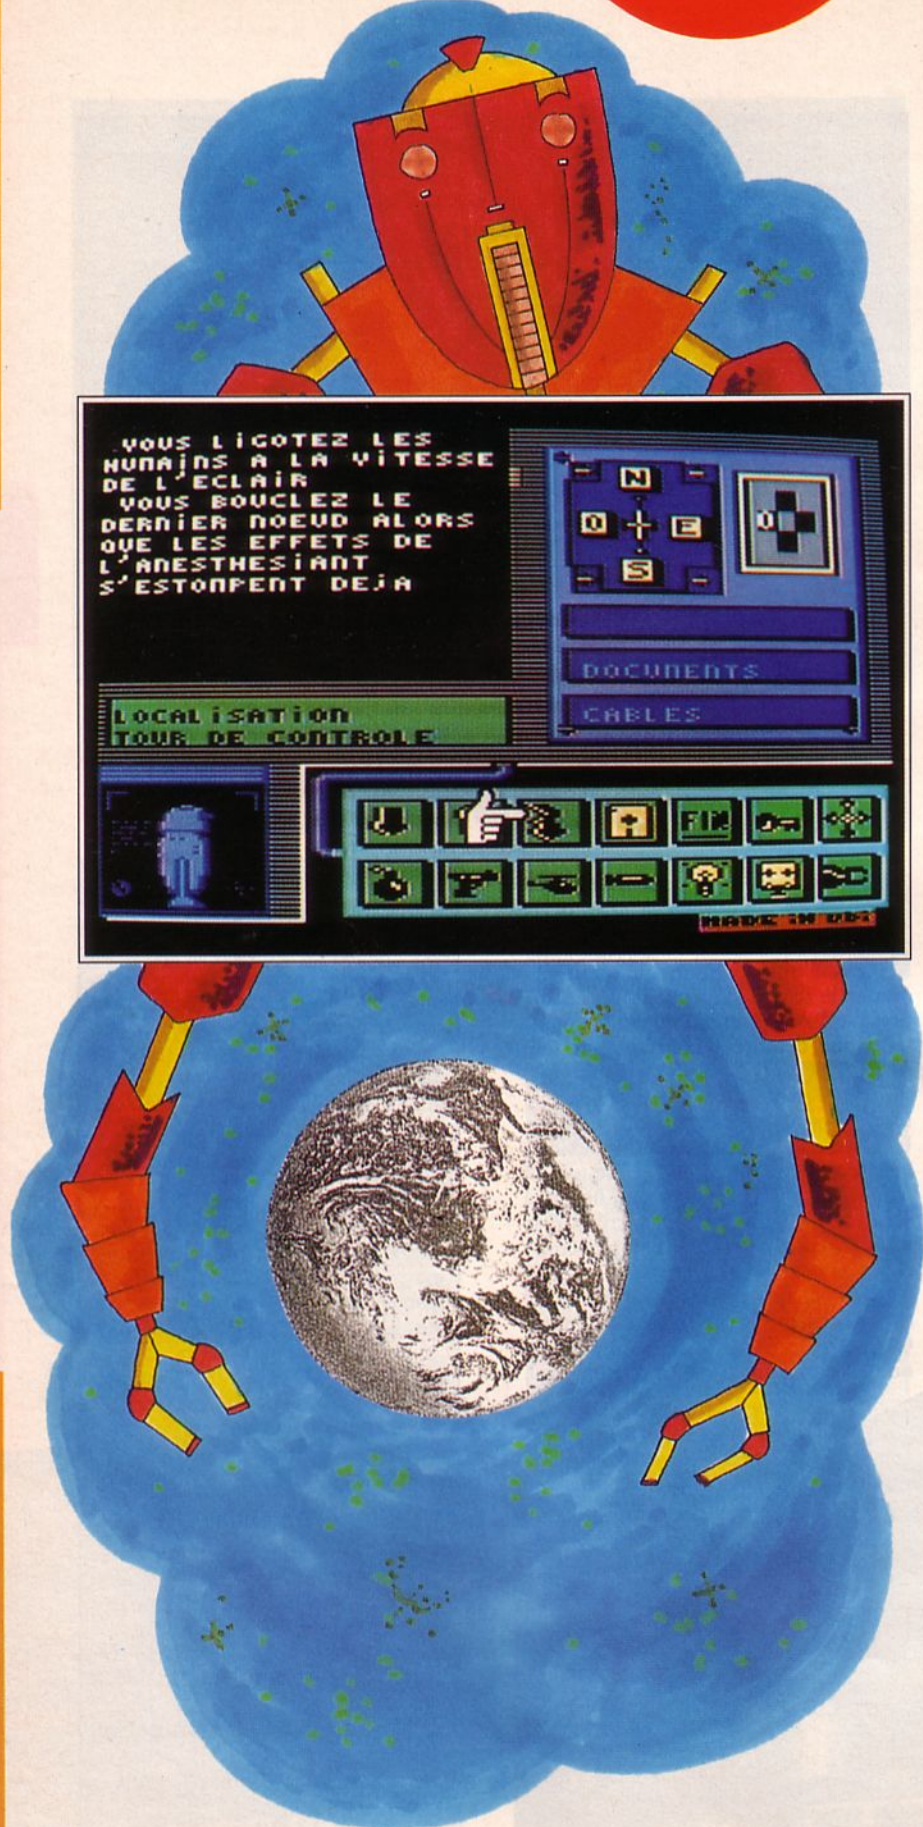 VOUS LiGOTEZ LES
HUMAiNS A LA ViTESSE
DE L'ECLAiR
VOUS BOUCLEZ LE
DERNiER NOEUD ALORS
QUE LES EFFETS DE
L'ANESTHESiANT
S'ESTOMPENT DEJA
N
O E
S
0
DOCUMENTS
CABLES
LOCALiSATiON
TOUR DE CONTROLE
A
FIN
MADE iN UBi